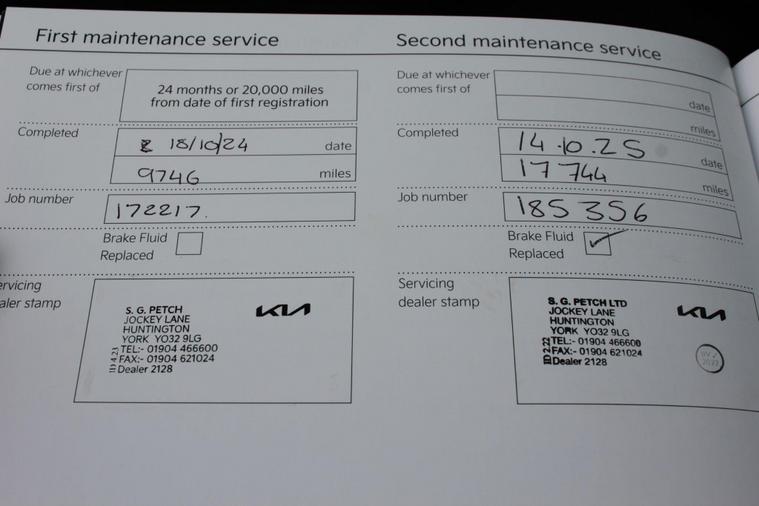 First maintenance service
Due at whichever
comes first of
24 months or 20,000 miles
from date of first registration
Completed
18/10/24 date
9746 miles
Job number
172217.
Brake Fluid
Replaced
ervicing
aler stamp
S. G. PETCH
JOCKEY LANE
HUNTINGTON
YORK YO32 9LG
TEL:- 01904 466600
FAX:- 01904 621024
Dealer 2128
KIA
Second maintenance service
Due at whichever
comes first of
date
miles
Completed
14.10.25 date
17744 miles
Job number
185356
Brake Fluid
Replaced
Servicing
dealer stamp
S. G. PETCH LTD
JOCKEY LANE
HUNTINGTON
YORK YO32 9LG
TEL:- 01904 466600
FAX:- 01904 621024
Dealer 2128
KIA